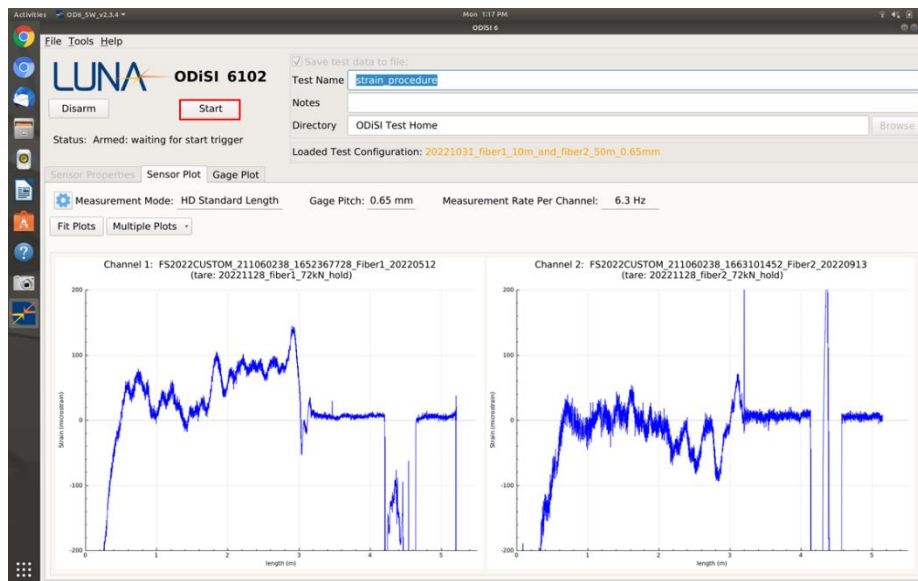 Activities OD6_SW_v2.3.4 Mon 1:17 PM
ODiSI 6
File Tools Help
LUNA ODiSI 6102
Disarm Start
Status: Armed: waiting for start trigger
Save test data to file:
Test Name strain_procedure
Notes
Directory ODiSI Test Home Browse
Loaded Test Configuration: 20221031_fiber1_10m_and_fiber2_50m_0.65mm
Sensor Properties Sensor Plot Gage Plot
Measurement Mode: HD Standard Length Gage Pitch: 0.65 mm Measurement Rate Per Channel: 6.3 Hz
Fit Plots Multiple Plots
Channel 1: FS2022CUSTOM_211060238_1652367728_Fiber1_20220512
(tare: 20221128_fiber1_72kN_hold)
200
100
0
-100
-200
Strain (microstrain)
0 1 2 3 4 5
length (m)
Channel 2: FS2022CUSTOM_211060238_1663101452_Fiber2_20220913
(tare: 20221128_fiber2_72kN_hold)
200
100
0
-100
-200
Strain (microstrain)
0 1 2 3 4 5
length (m)